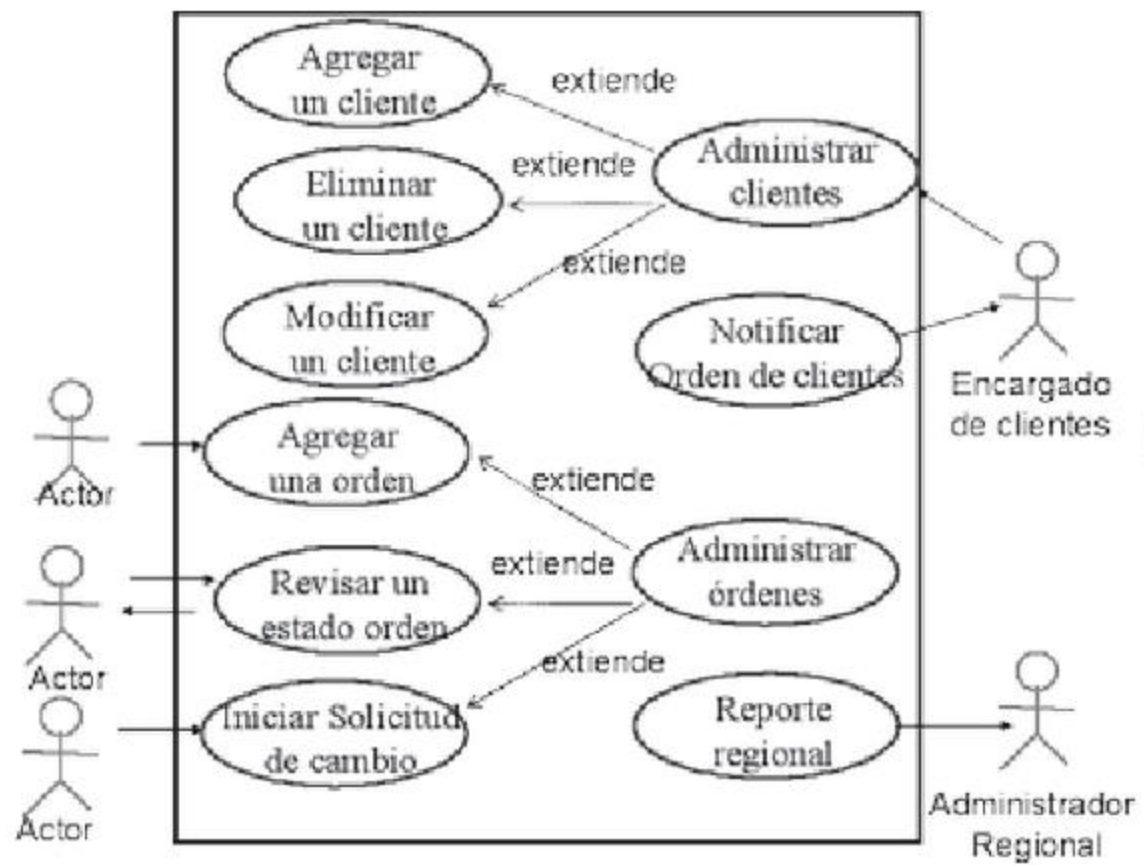 Agregar
un cliente
extiende
Administrar
clientes
Eliminar
un cliente
extiende
extiende
Modificar
un cliente
Notificar
Orden de clientes
Encargado
de clientes
Actor
Agregar
una orden
extiende
Administrar
órdenes
Actor
Revisar un
estado orden
extiende
extiende
Actor
Iniciar Solicitud
de cambio
Reporte
regional
Administrador
Regional